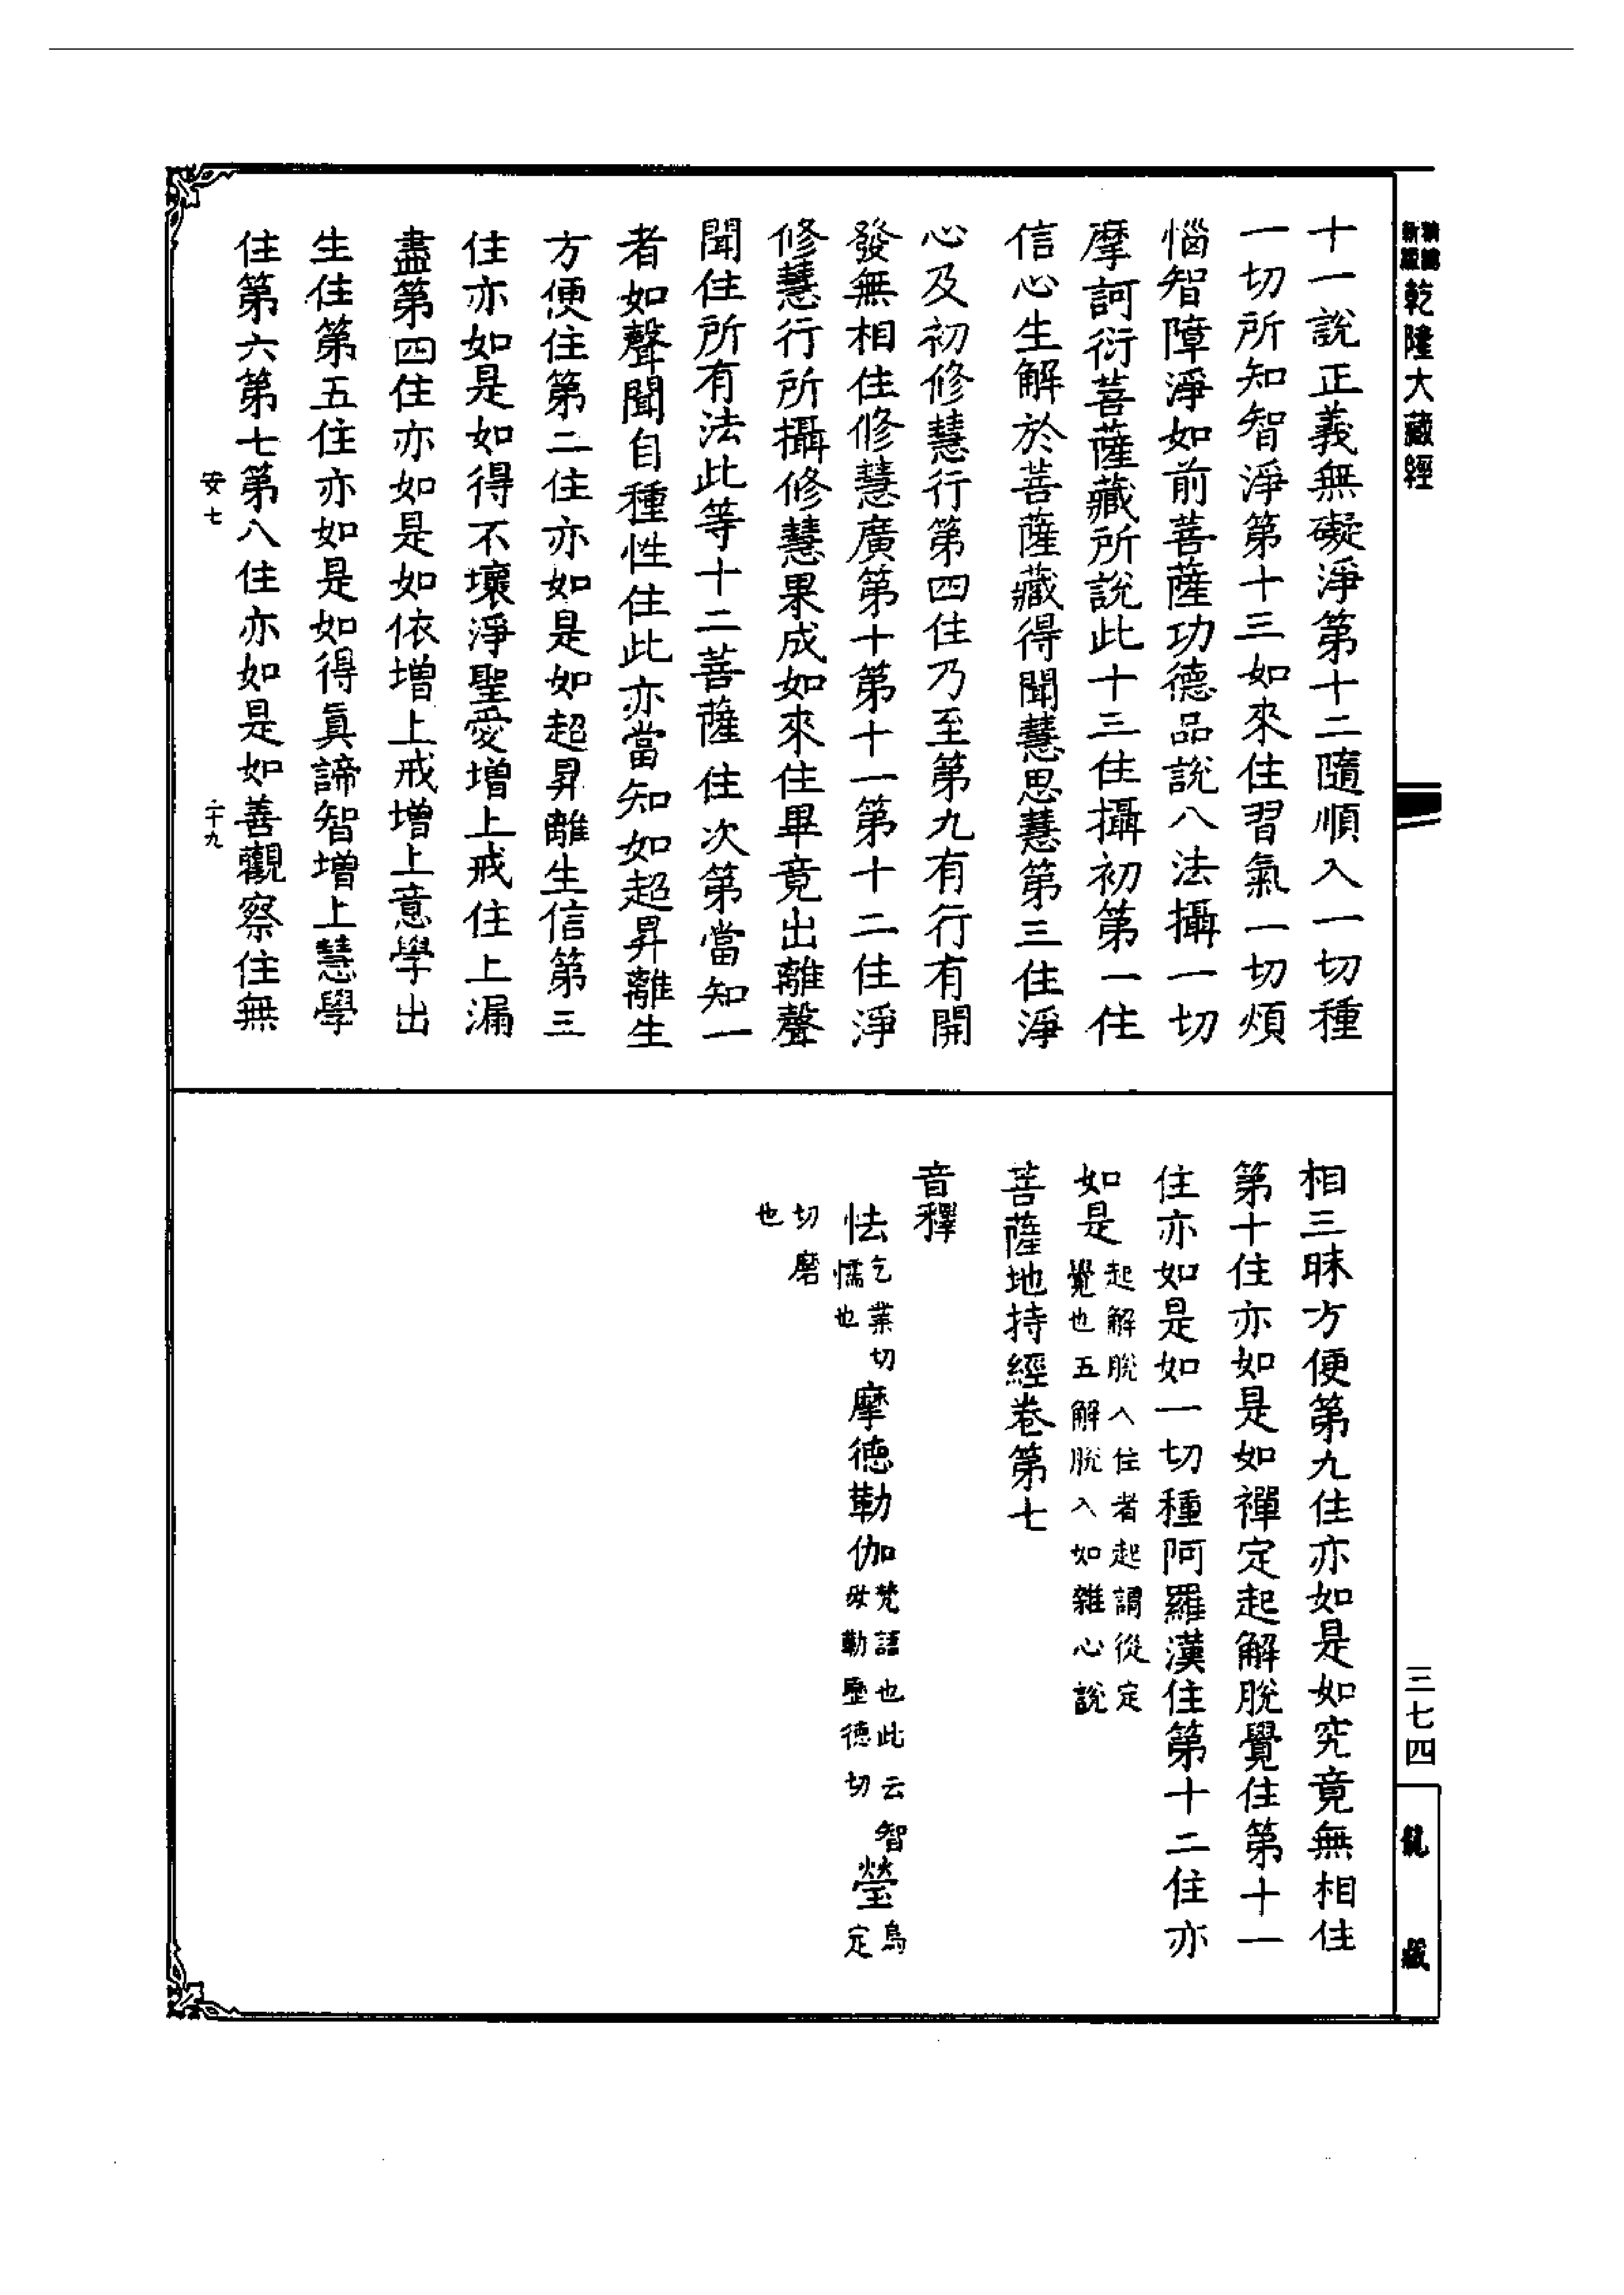 乾隆大藏經
十一說正義無礙淨第十二隨順入一切種
一切所知智淨第十三如來住習氣一切煩
惱智障淨如前菩薩功德品說八法攝一切
摩訶衍菩薩藏所說此十三住攝初第一住
信心生解於菩薩藏得聞慧思慧第三住淨
心及初修慧行第四住乃至第九有行有開
發無相住修慧廣第十第十一第十二住淨
修慧行所攝修慧果成如來住畢竟出離聲
聞住所有法此等十二菩薩住次第當知一
者如聲聞自種性住此亦當知如超昇離生
方便住第二住亦如是如超昇離生信第三
住亦如是如得不壞淨聖愛增上戒住上漏
盡第四住亦如是如依增上戒增上意學出
生住第五住亦如是如得真諦智增上慧學
住第六第七第八住亦如是如善觀察住無
安七 二十九
相三昧方便第九住亦如是如究竟無相住
第十住亦如是如禪定起解脫覺住第十一
住亦如是如一切種阿羅漢住第十二住亦
如是起解脫入住者起謂從定
覺也五解脫入如雜心說
菩薩地持經卷第七
音釋
怯乞業切
懦也
摩德勒伽梵語也此云智
毋勒歷德切
瑩烏
定
切磨
也
三七四
龍藏